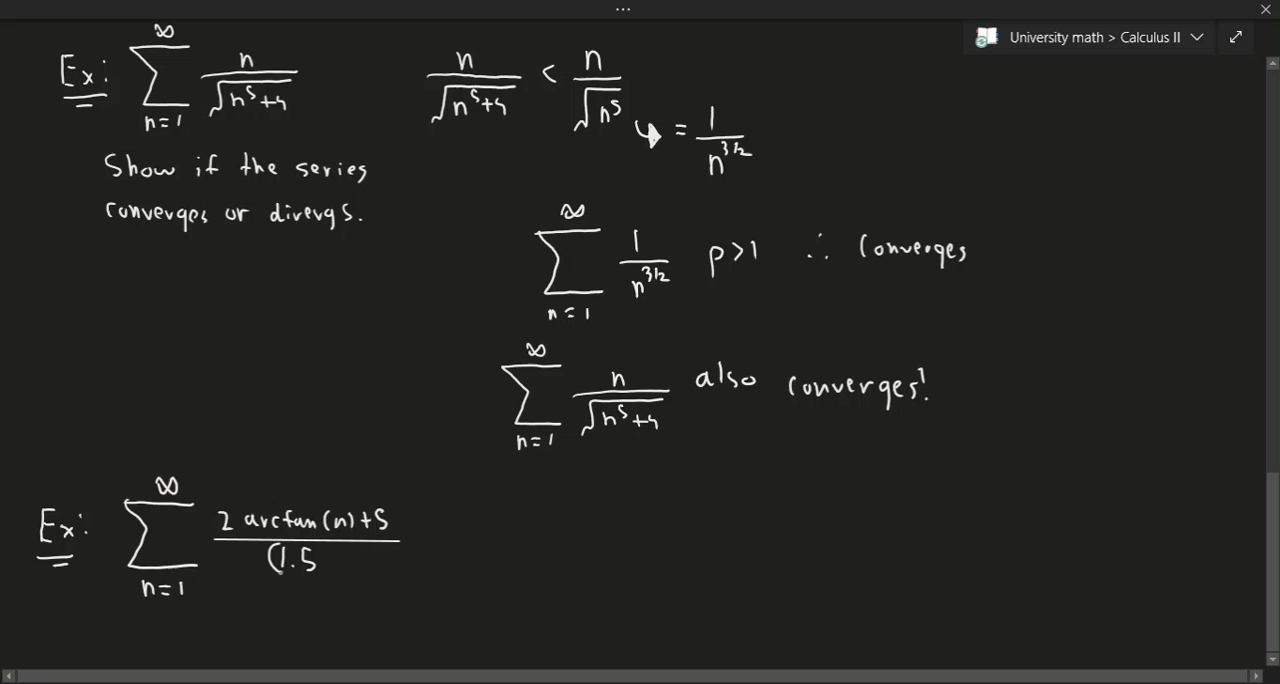 University math > Calculus II
Ex: ∞ ∑ n=1 n/√(n^5+4)    n/√(n^5+4) < n/√(n^5)
↳ = 1/n^(3/2)
Show if the series
converges or divergs.
∞ ∑ n=1 1/n^(3/2)    p>1 ∴ converges
∞ ∑ n=1 n/√(n^5+4) also converges!
Ex: ∞ ∑ n=1 2 arctan(n)+5 / (1.5